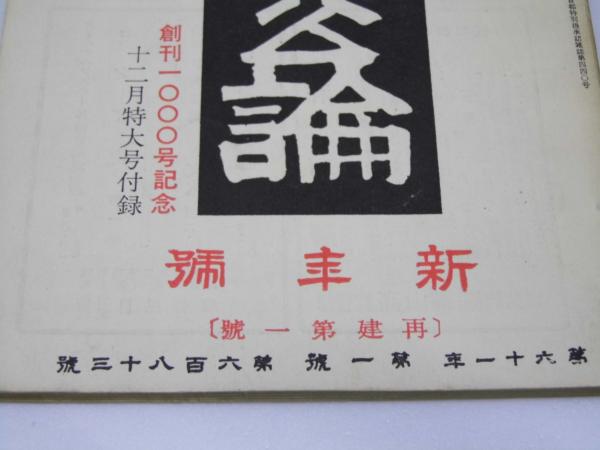 公論
創刊一〇〇〇号記念
十二月特大号付録
新年號
〔再建第一號〕
第六十一年 第一號 第六百八十三號